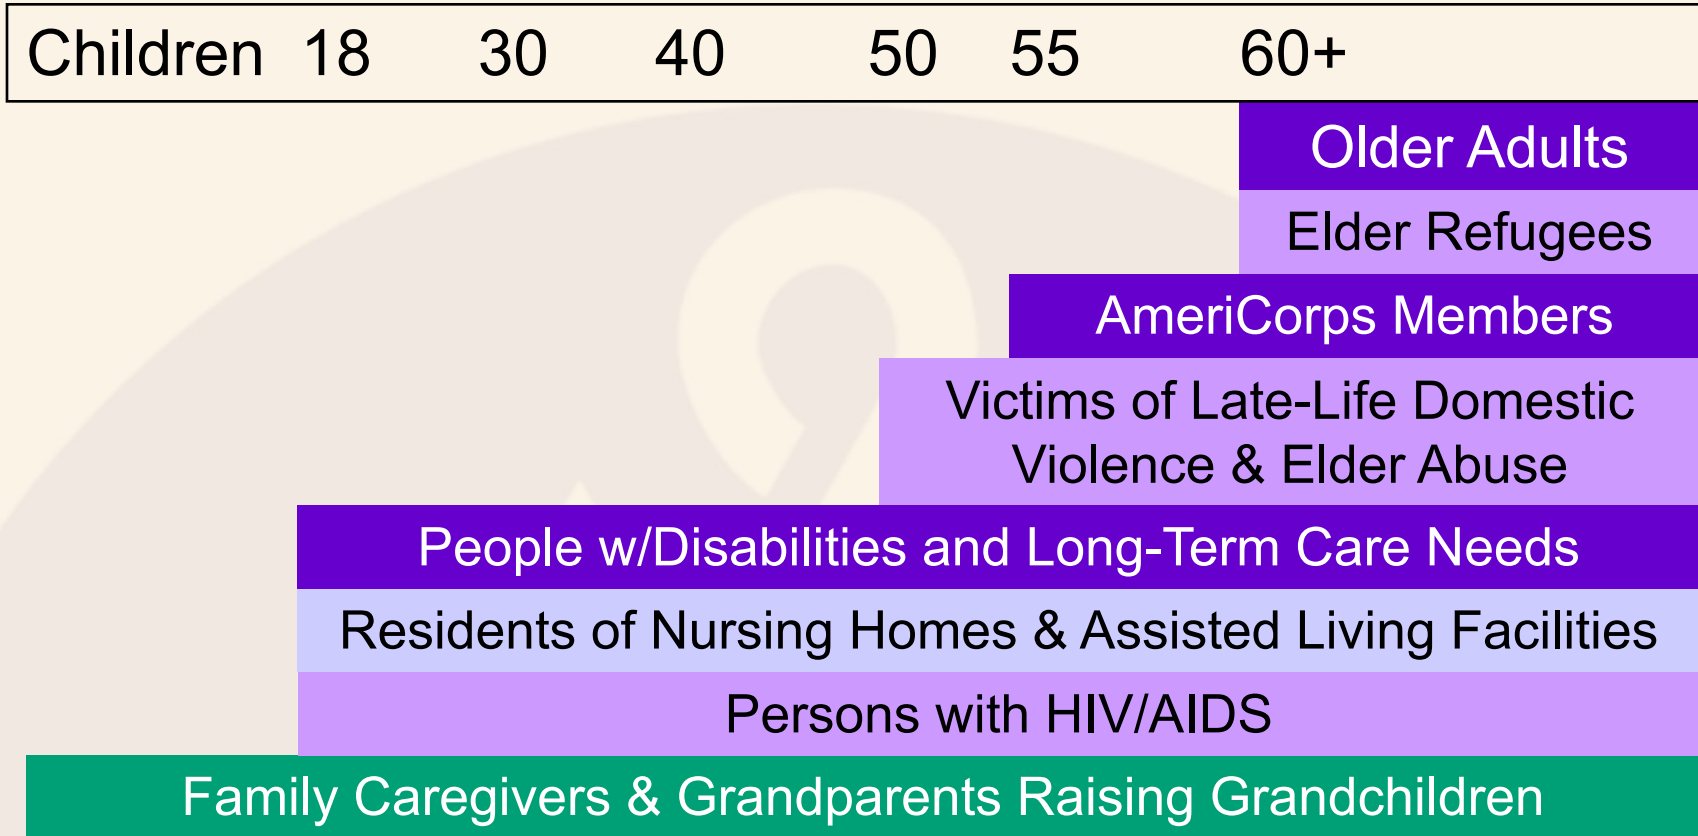 Children 18 30 40 50 55 60+
Older Adults
Elder Refugees
AmeriCorps Members
Victims of Late-Life Domestic
Violence & Elder Abuse
People w/Disabilities and Long-Term Care Needs
Residents of Nursing Homes & Assisted Living Facilities
Persons with HIV/AIDS
Family Caregivers & Grandparents Raising Grandchildren